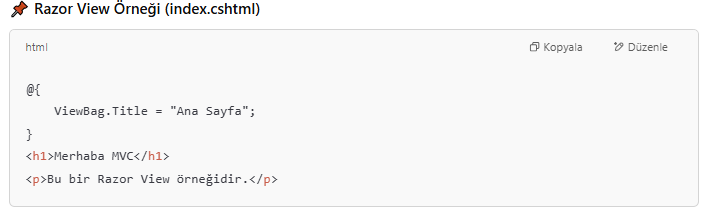 📌 Razor View Örneği (index.cshtml)
html Kopyala Düzenle
@{
    ViewBag.Title = "Ana Sayfa";
}
<h1>Merhaba MVC</h1>
<p>Bu bir Razor View örneğidir.</p>